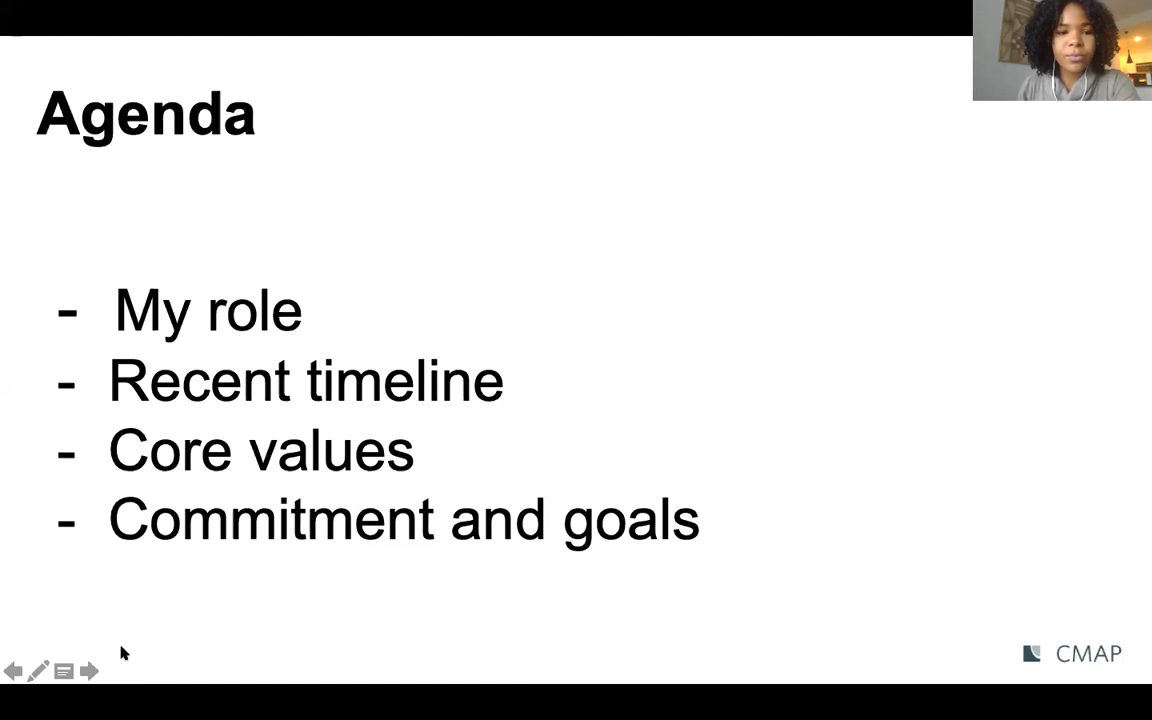 Agenda
- My role
- Recent timeline
- Core values
- Commitment and goals
CMAP